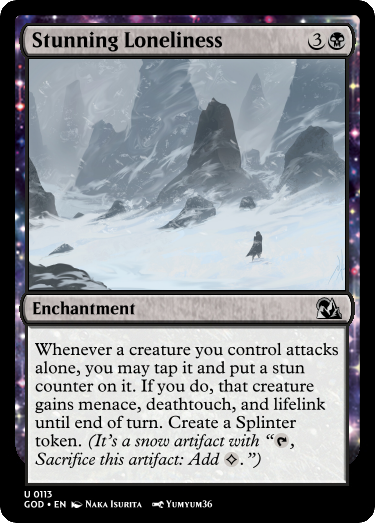 Stunning Loneliness 3
Enchantment
Whenever a creature you control attacks
alone, you may tap it and put a stun
counter on it. If you do, that creature
gains menace, deathtouch, and lifelink
until end of turn. Create a Splinter
token. (It's a snow artifact with “
,
Sacrifice this artifact: Add
.”)
U 0113
GOD • EN Naka Isurita Yumyum36